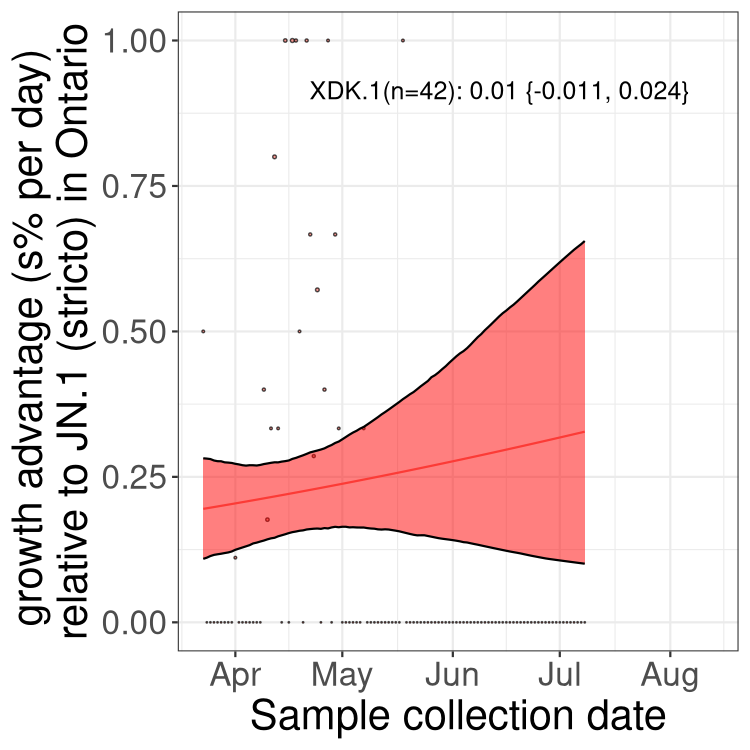 growth advantage (s% per day)
relative to JN.1 (stricto) in Ontario
1.00
0.75
0.50
0.25
0.00
XDK.1(n=42): 0.01 {-0.011, 0.024}
Apr May Jun Jul Aug
Sample collection date